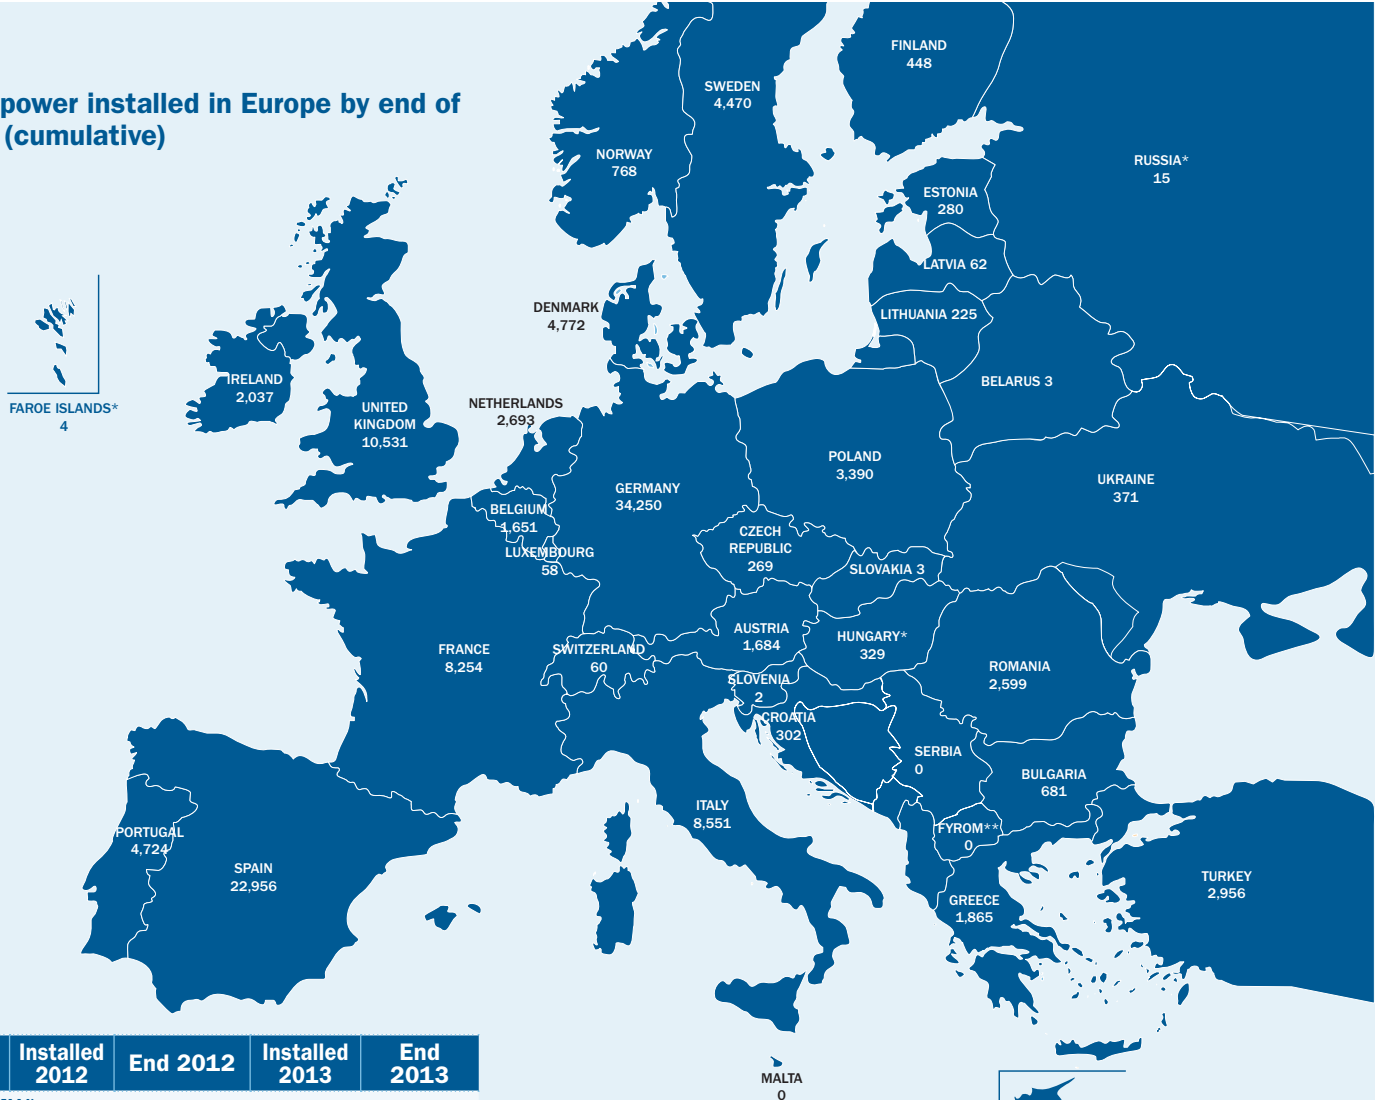 power installed in Europe by end of
(cumulative)
FINLAND
448
SWEDEN
4,470
NORWAY
768
RUSSIA*
15
ESTONIA
280
LATVIA 62
LITHUANIA 225
DENMARK
4,772
BELARUS 3
FAROE ISLANDS*
4
IRELAND
2,037
UNITED
KINGDOM
10,531
NETHERLANDS
2,693
POLAND
3,390
GERMANY
34,250
UKRAINE
371
BELGIUM
1,651
LUXEMBOURG
58
CZECH
REPUBLIC
269
SLOVAKIA 3
AUSTRIA
1,684
HUNGARY*
329
FRANCE
8,254
SWITZERLAND
60
ROMANIA
2,599
SLOVENIA
2
CROATIA
302
SERBIA
0
BULGARIA
681
ITALY
8,551
FYROM**
0
PORTUGAL
4,724
SPAIN
22,956
TURKEY
2,956
GREECE
1,865
Installed
2012
End 2012
Installed
2013
End
2013
MALTA
0